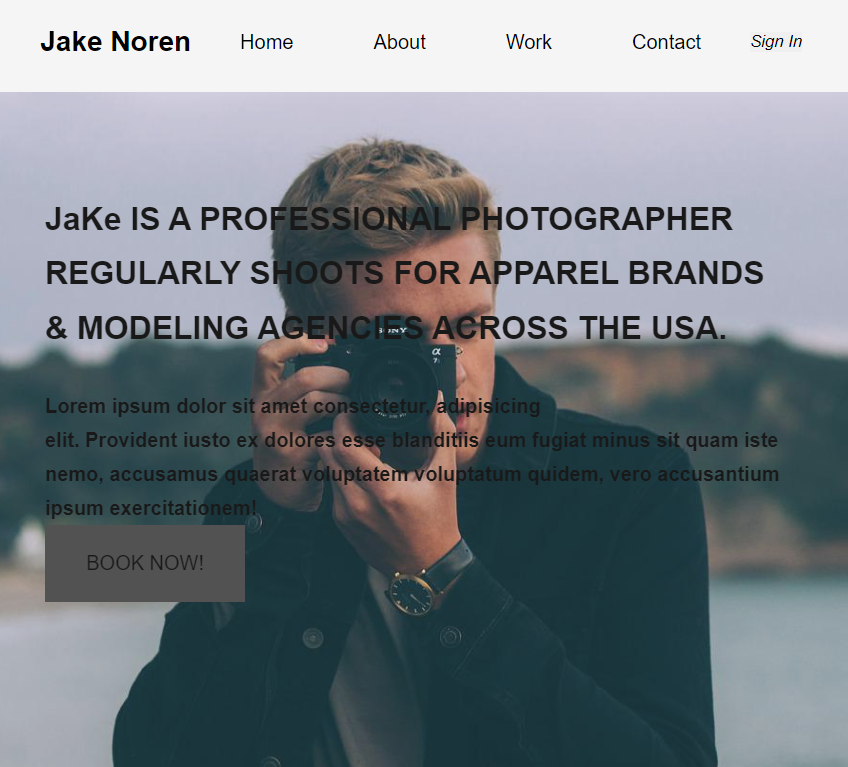 Jake Noren Home About Work Contact Sign In
JaKe IS A PROFESSIONAL PHOTOGRAPHER
REGULARLY SHOOTS FOR APPAREL BRANDS
& MODELING AGENCIES ACROSS THE USA.
SONY
α
7
Lorem ipsum dolor sit amet consectetur, adipisicing
elit. Provident iusto ex dolores esse blanditiis eum fugiat minus sit quam iste
nemo, accusamus quaerat voluptatem voluptatum quidem, vero accusantium
ipsum exercitationem!
BOOK NOW!